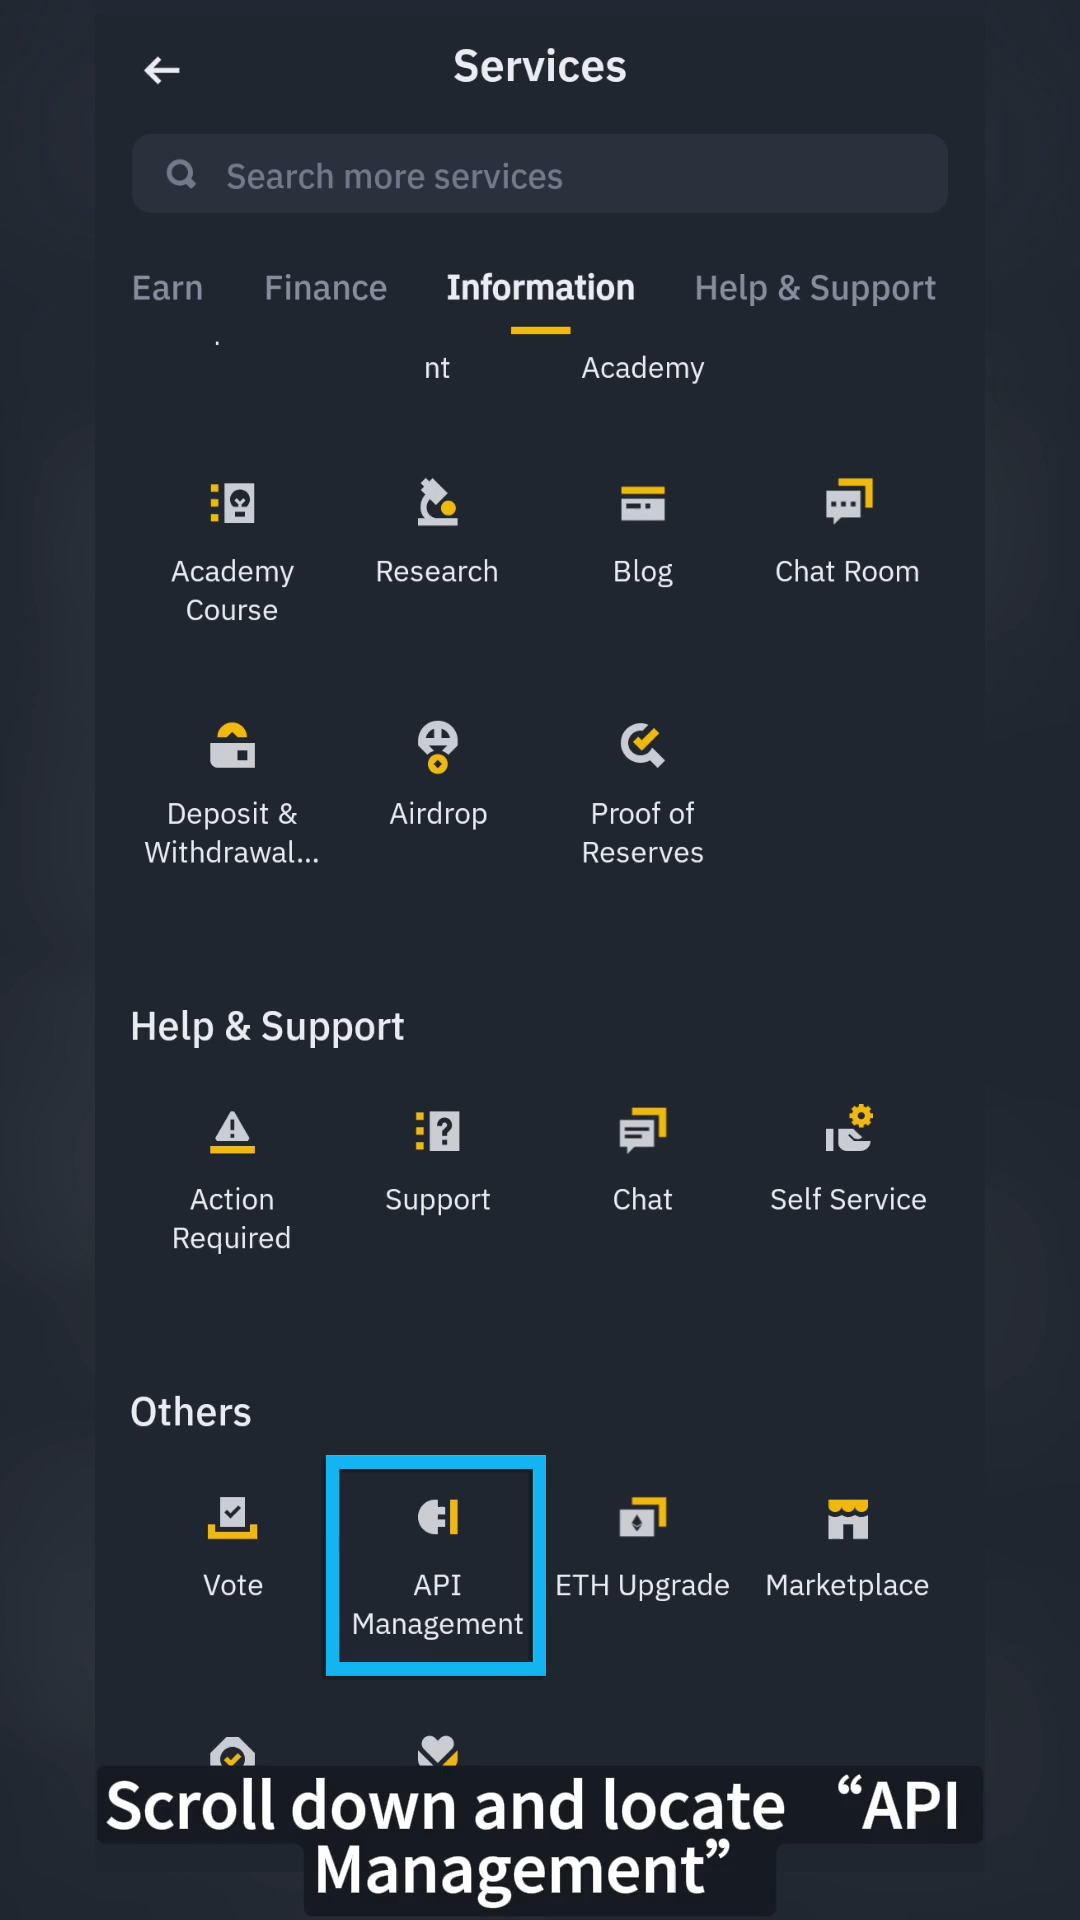 Services
Search more services
Earn Finance Information Help & Support
nt Academy
Academy Research Blog Chat Room
Course
Deposit & Airdrop Proof of
Withdrawal... Reserves
Help & Support
Action Support Chat Self Service
Required
Others
Vote API ETH Upgrade Marketplace
Management
Scroll down and locate “API
Management”